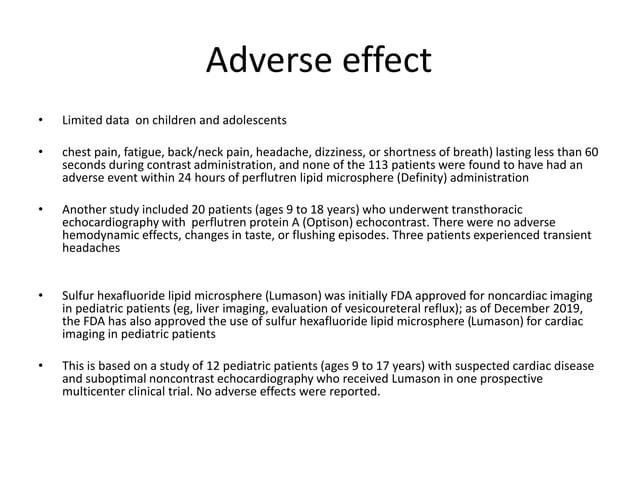 Adverse effect
• Limited data on children and adolescents
• chest pain, fatigue, back/neck pain, headache, dizziness, or shortness of breath) lasting less than 60
seconds during contrast administration, and none of the 113 patients were found to have had an
adverse event within 24 hours of perflutren lipid microsphere (Definity) administration
• Another study included 20 patients (ages 9 to 18 years) who underwent transthoracic
echocardiography with perflutren protein A (Optison) echocontrast. There were no adverse
hemodynamic effects, changes in taste, or flushing episodes. Three patients experienced transient
headaches
• Sulfur hexafluoride lipid microsphere (Lumason) was initially FDA approved for noncardiac imaging
in pediatric patients (eg, liver imaging, evaluation of vesicoureteral reflux); as of December 2019,
the FDA has also approved the use of sulfur hexafluoride lipid microsphere (Lumason) for cardiac
imaging in pediatric patients
• This is based on a study of 12 pediatric patients (ages 9 to 17 years) with suspected cardiac disease
and suboptimal noncontrast echocardiography who received Lumason in one prospective
multicenter clinical trial. No adverse effects were reported.